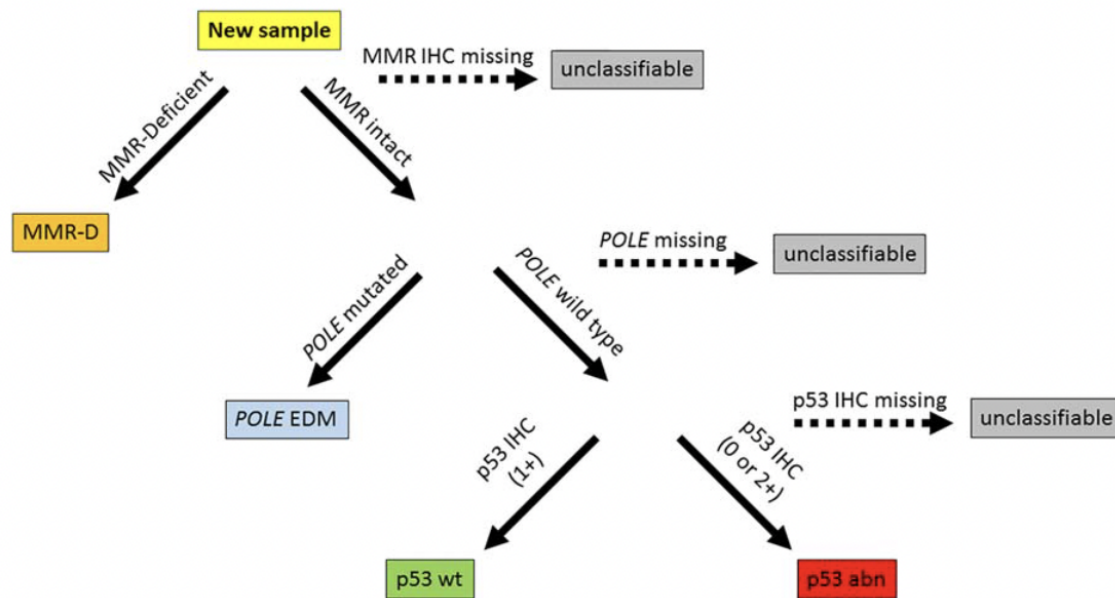 New sample
MMR IHC missing
unclassifiable
MMR-Deficient
MMR intact
MMR-D
POLE missing
unclassifiable
POLE mutated
POLE wild type
POLE EDM
p53 IHC missing
unclassifiable
p53 IHC
(1+)
p53 IHC
(0 or 2+)
p53 wt
p53 abn